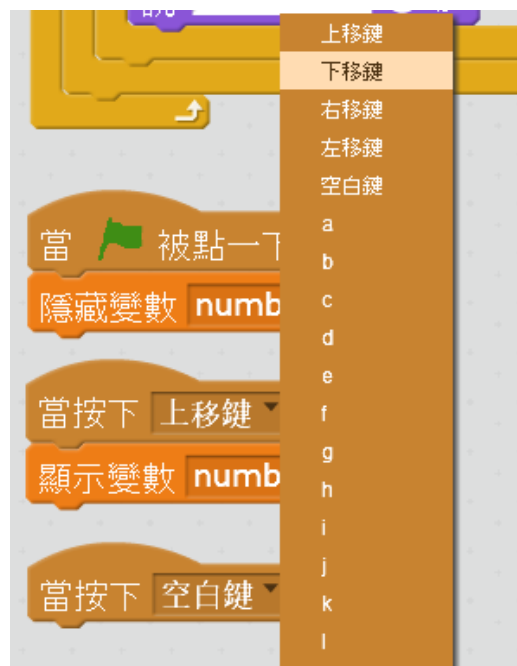 上移鍵
下移鍵
右移鍵
左移鍵
空白鍵
a
b
c
d
e
f
g
h
i
j
k
l
當 被點一下
隱藏變數 numb
當按下 上移鍵
顯示變數 numb
當按下 空白鍵